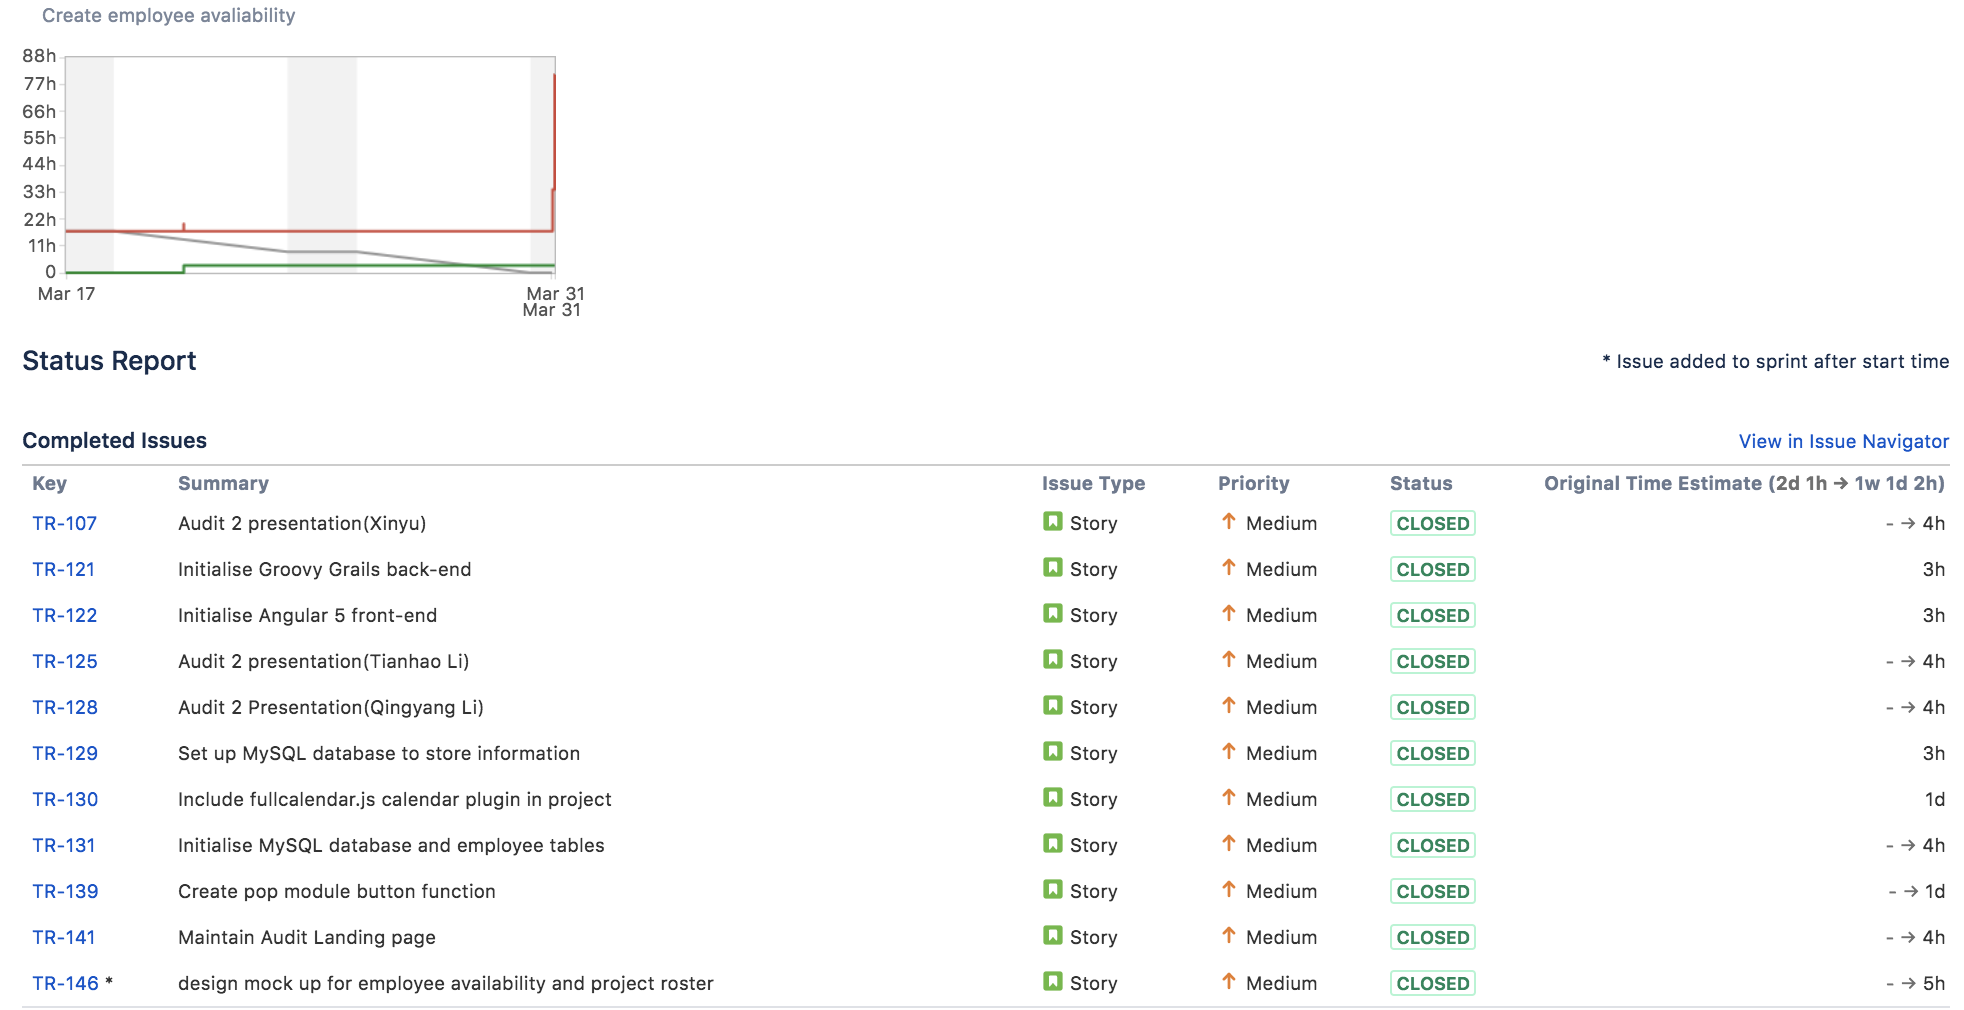 Create employee avaliability
88h
77h
66h
55h
44h
33h
22h
11h
0
Mar 17
Mar 31
Mar 31
Status Report
* Issue added to sprint after start time
Completed Issues
View in Issue Navigator
Key Summary Issue Type Priority Status Original Time Estimate (2d 1h → 1w 1d 2h)
TR-107 Audit 2 presentation(Xinyu) Story Medium CLOSED - → 4h
TR-121 Initialise Groovy Grails back-end Story Medium CLOSED 3h
TR-122 Initialise Angular 5 front-end Story Medium CLOSED 3h
TR-125 Audit 2 presentation(Tianhao Li) Story Medium CLOSED - → 4h
TR-128 Audit 2 Presentation(Qingyang Li) Story Medium CLOSED - → 4h
TR-129 Set up MySQL database to store information Story Medium CLOSED 3h
TR-130 Include fullcalendar.js calendar plugin in project Story Medium CLOSED 1d
TR-131 Initialise MySQL database and employee tables Story Medium CLOSED - → 4h
TR-139 Create pop module button function Story Medium CLOSED - → 1d
TR-141 Maintain Audit Landing page Story Medium CLOSED - → 4h
TR-146 * design mock up for employee availability and project roster Story Medium CLOSED - → 5h